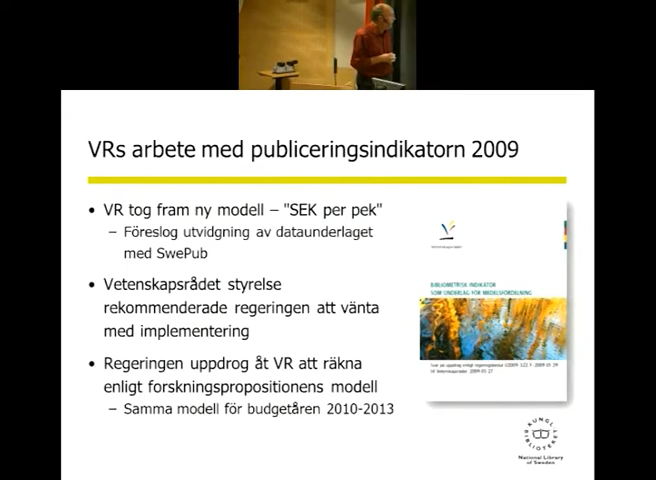 VRs arbete med publiceringsindikatorn 2009
• VR tog fram ny modell – "SEK per pek"
– Föreslog utvidgning av dataunderlaget
med SwePub
• Vetenskapsrådet styrelse
rekommenderade regeringen att vänta
med implementering
• Regeringen uppdrog åt VR att räkna
enligt forskningspropositionens modell
– Samma modell för budgetåren 2010-2013
BIBLIOMETRISK INDIKATOR
SOM UNDERLAG FÖR MEDELSFÖRDELNING
KUNGL.
BIBLIOTEKET
National Library
of Sweden